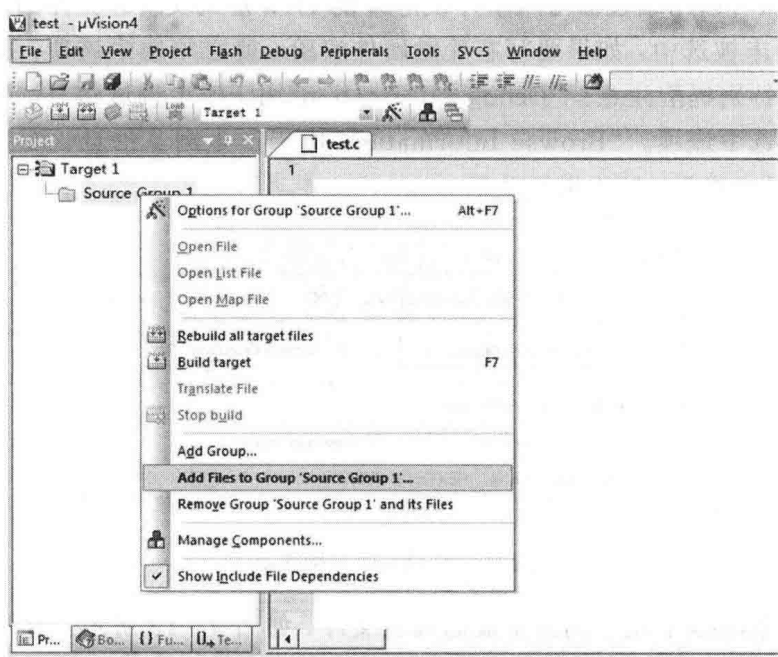 test - µVision4
File Edit View Project Flash Debug Peripherals Tools SVCS Window Help
Target 1
Project
test.c
Target 1
1
Source Group 1
Options for Group 'Source Group 1'... Alt+F7
Open File
Open List File
Open Map File
Rebuild all target files
Build target F7
Translate File
Stop build
Add Group...
Add Files to Group 'Source Group 1'...
Remove Group 'Source Group 1' and its Files
Manage Components...
Show Include File Dependencies
Pr... Bo... {} Fu... Te...